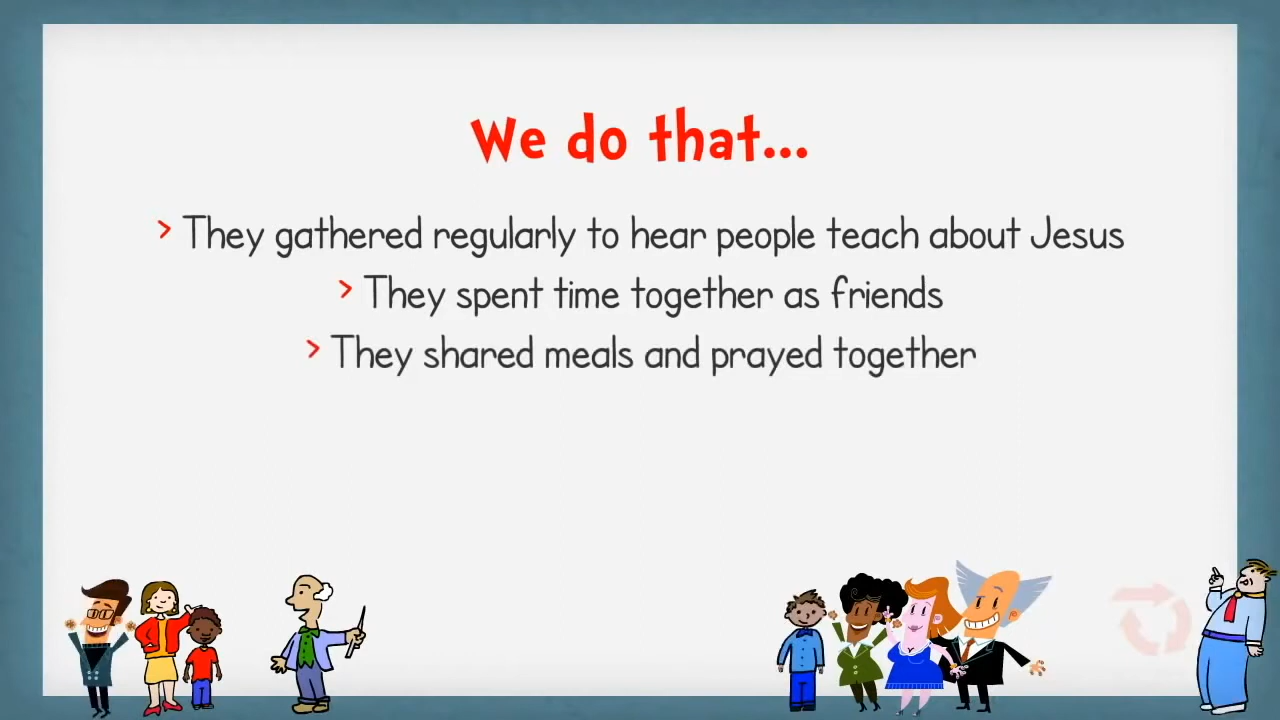 We do that...
> They gathered regularly to hear people teach about Jesus
> They spent time together as friends
> They shared meals and prayed together